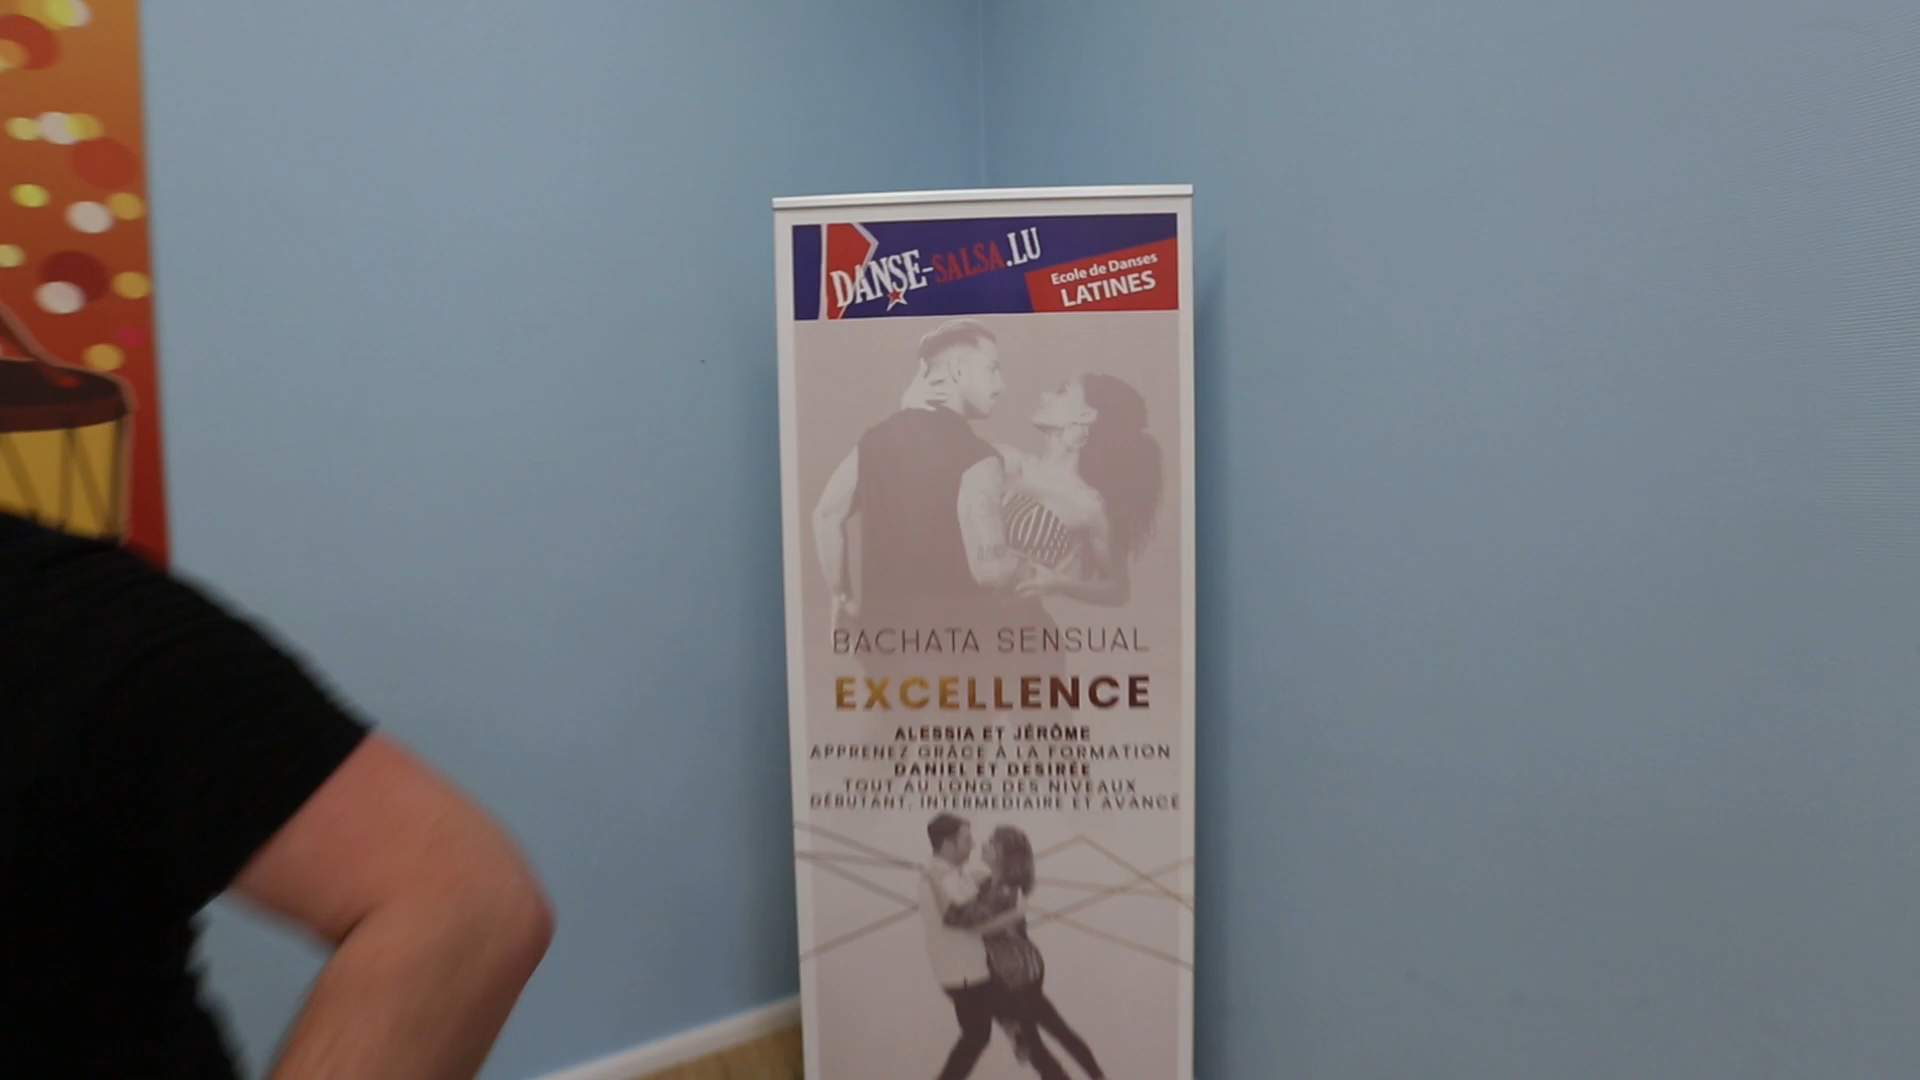 DANSE-SALSA.LU
Ecole de Danses
LATINES
BACHATA SENSUAL
EXCELLENCE
ALESSIA ET JÉRÔME
APPRENEZ GRÂCE À LA FORMATION
DANIEL ET DESIRÉE
TOUT AU LONG DES NIVEAUX
DÉBUTANT, INTERMEDIAIRE ET AVANCÉ